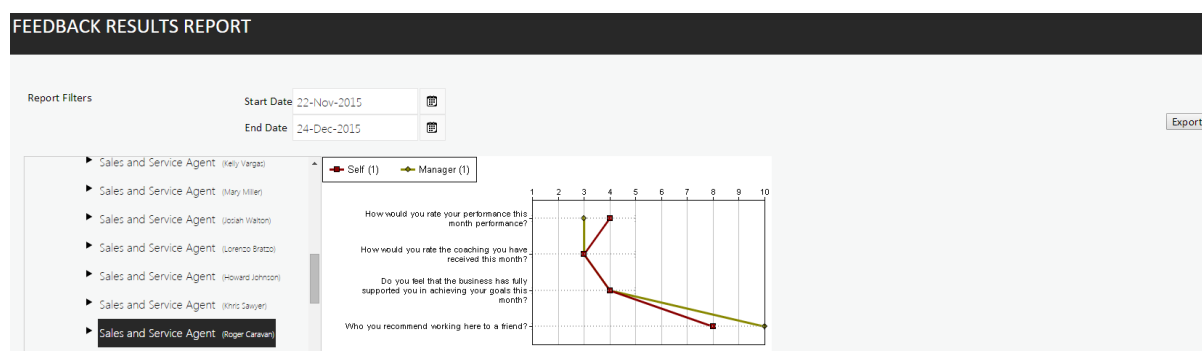 FEEDBACK RESULTS REPORT
Report Filters
Start Date 22-Nov-2015
End Date 24-Dec-2015
Export
Sales and Service Agent (Kelly Vargas)
Sales and Service Agent (Mary Miller)
Sales and Service Agent (Josiah Walton)
Sales and Service Agent (Lorenzo Bratzo)
Sales and Service Agent (Howard Johnson)
Sales and Service Agent (Khris Sawyer)
Sales and Service Agent (Roger Caravan)
Self (1) Manager (1)
1 2 3 4 5 6 7 8 9 10
How would you rate your performance this
month performance?
How would you rate the coaching you have
received this month?
Do you feel that the business has fully
supported you in achieving your goals this
month?
Who you recommend working here to a friend?